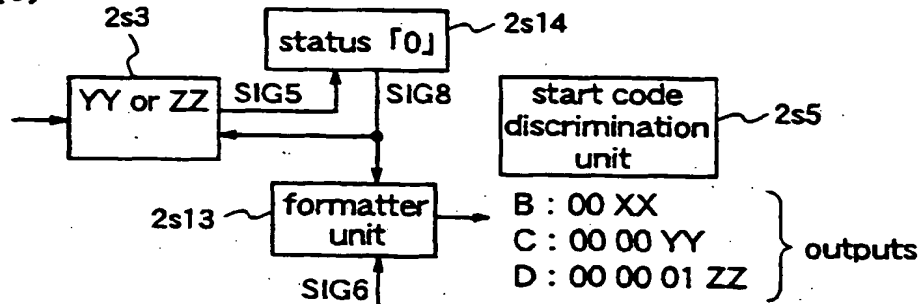 2s3
2s14
status「0」
YY or ZZ
SIG5
SIG8
start code
discrimination
unit
2s5
2s13
formatter
unit
B : 00 XX
C : 00 00 YY
D : 00 00 01 ZZ
outputs
SIG6